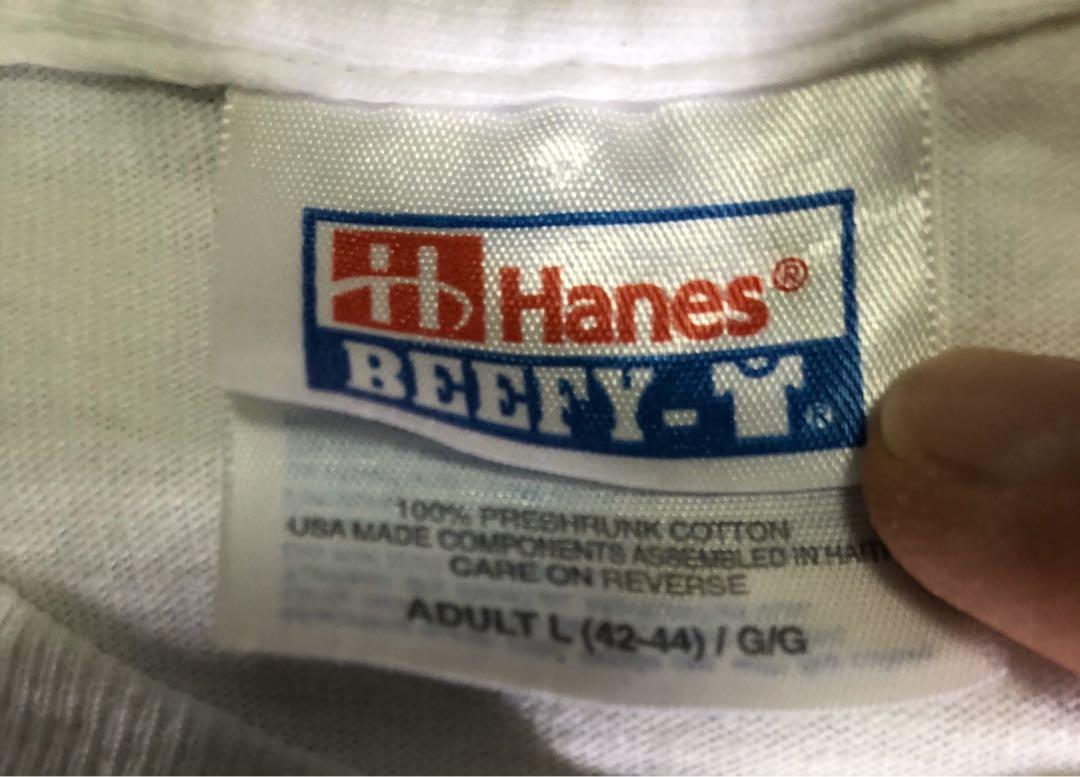 Hanes®
BEEFY-T®
100% PRESHRUNK COTTON
USA MADE COMPONENTS ASSEMBLED IN HAITI
CARE ON REVERSE
ADULT L (42-44) / G/G